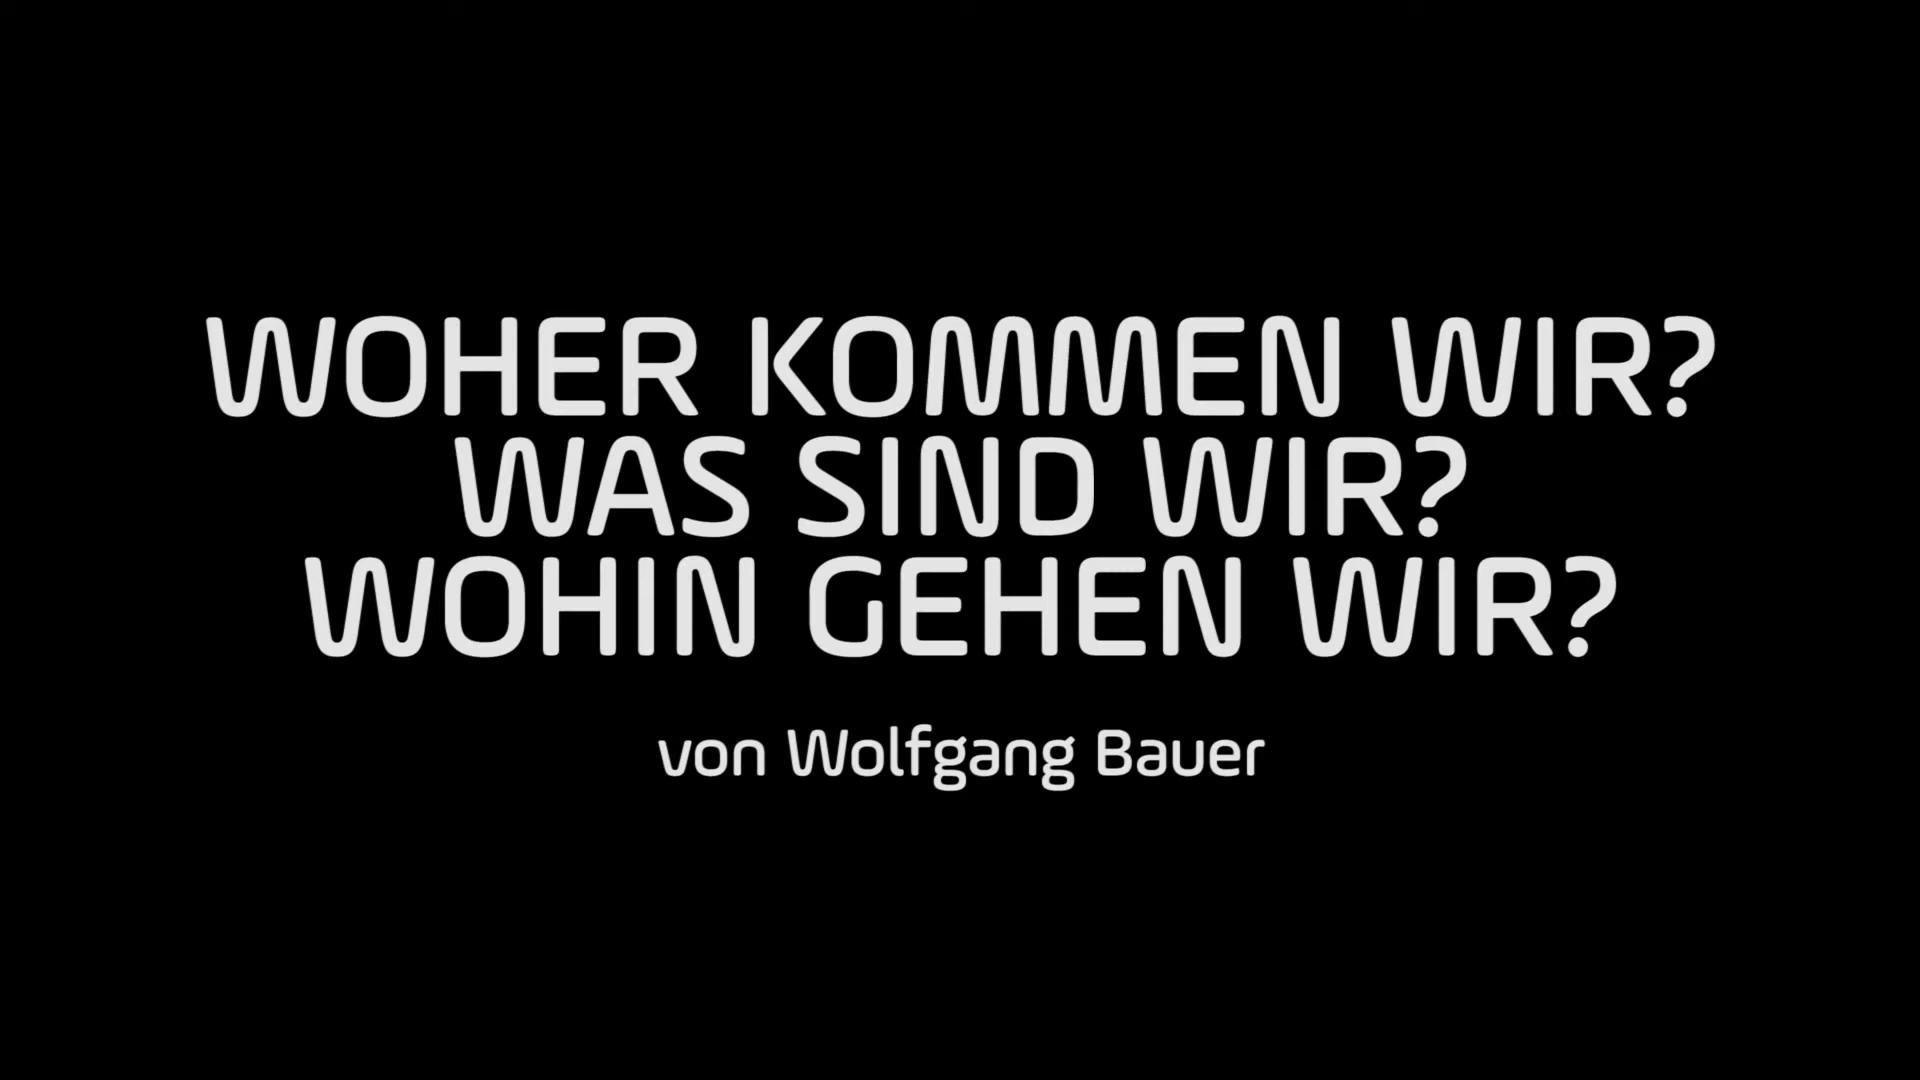 WOHER KOMMEN WIR?
WAS SIND WIR?
WOHIN GEHEN WIR?
von Wolfgang Bauer